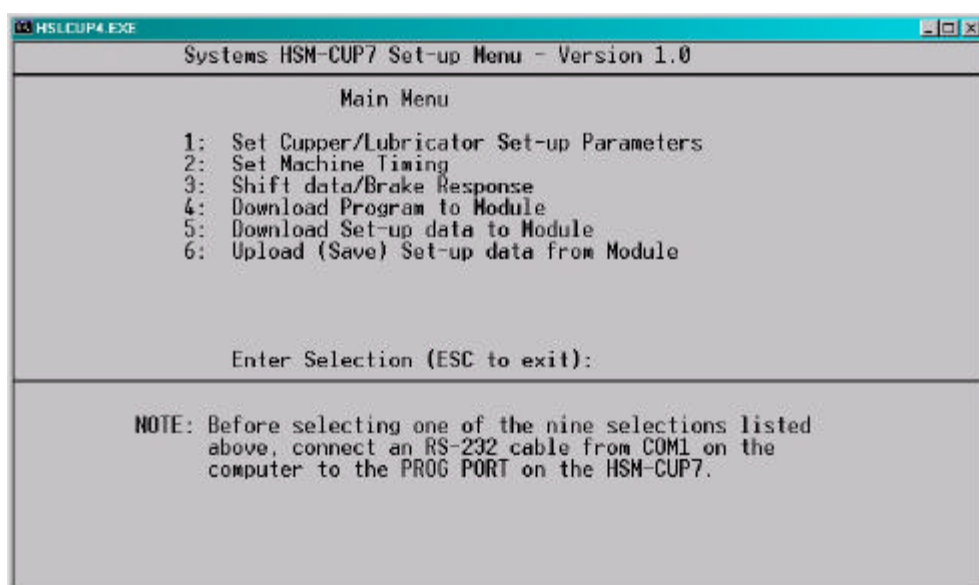 HSLCUP4.EXE
Systems HSM-CUP7 Set-up Menu - Version 1.0
Main Menu
1: Set Cupper/Lubricator Set-up Parameters
2: Set Machine Timing
3: Shift data/Brake Response
4: Download Program to Module
5: Download Set-up data to Module
6: Upload (Save) Set-up data from Module
Enter Selection (ESC to exit):
NOTE: Before selecting one of the nine selections listed
above, connect an RS-232 cable from COM1 on the
computer to the PROG PORT on the HSM-CUP7.